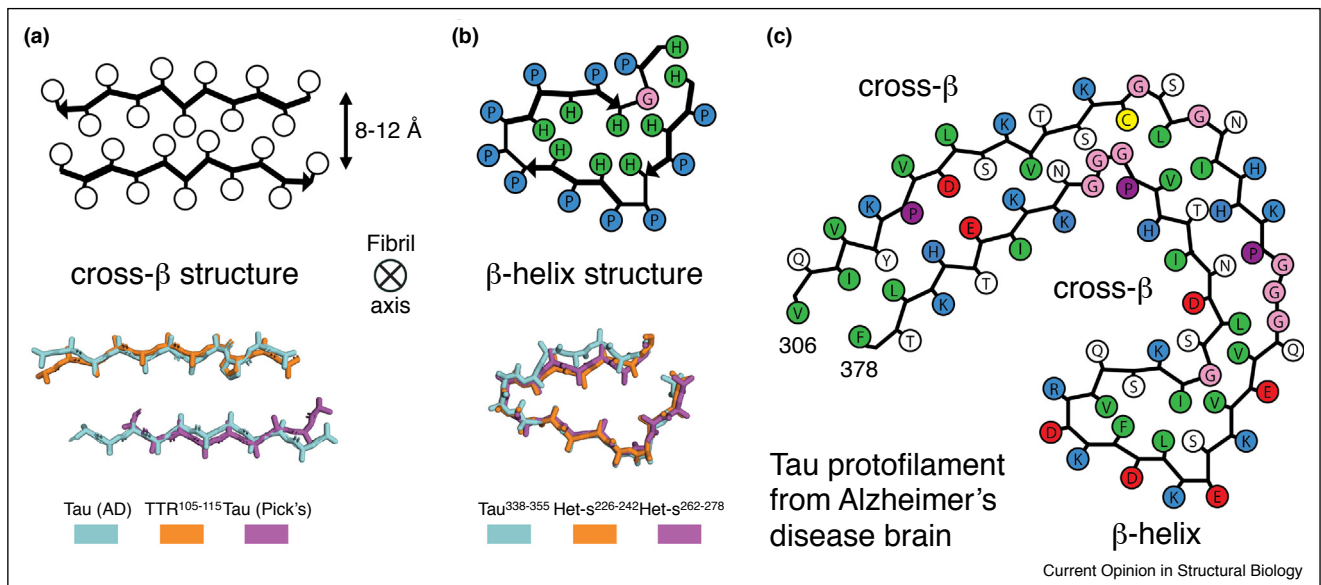 (a)
8-12 Å
cross-β structure
Fibril
axis
Tau (AD) TTR105-115 Tau (Pick's)
(b)
P P P P H
H G H P
P H H H H
P H H H H P
P P P P
β-helix structure
Tau338-355 Het-s226-242 Het-s262-278
(c)
cross-β
V Q I V Y K P V D L S K V T S K C G S L G N I H H K P G G G Q V E V K S E K L D F K D R V Q S K I G S L D N I T H V P G G G N K K I E T H K L T F
306
378
cross-β
Tau protofilament
from Alzheimer's
disease brain
β-helix
Current Opinion in Structural Biology